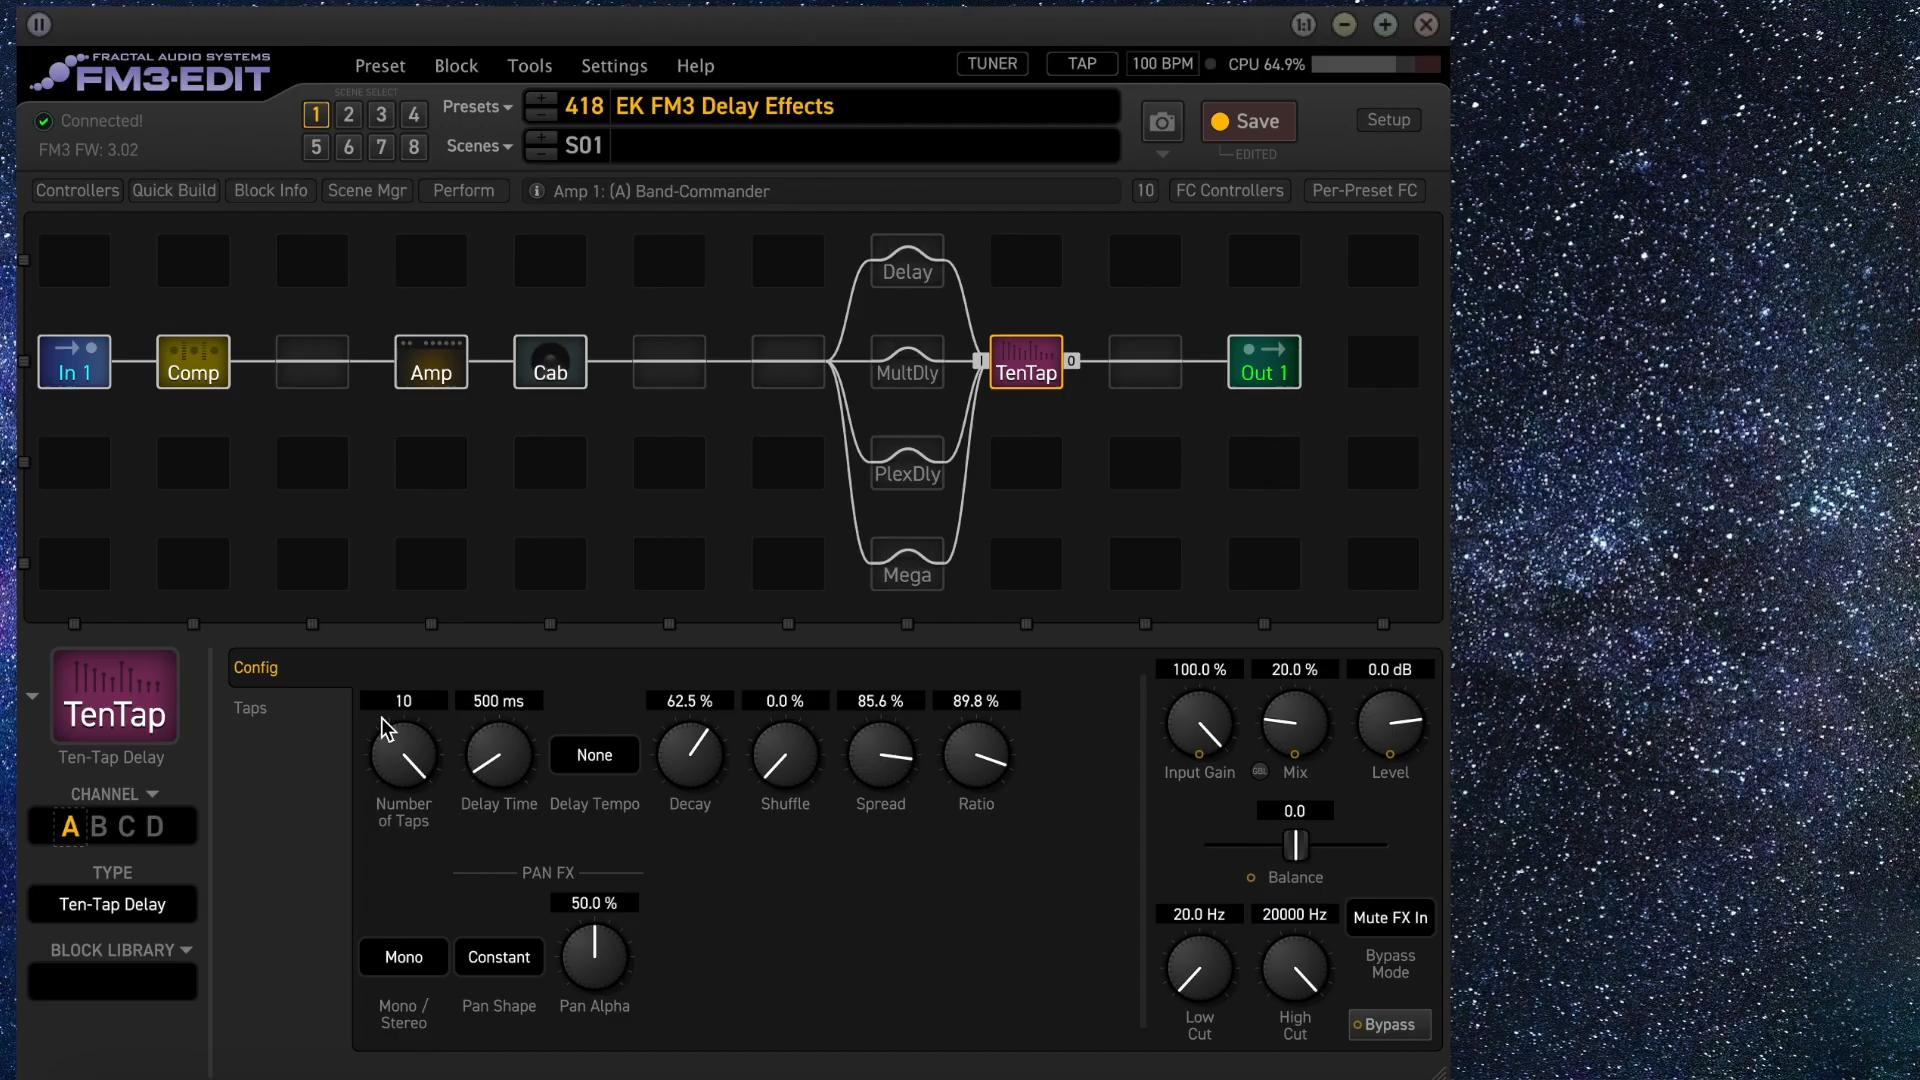 1:1
FRACTAL AUDIO SYSTEMS
FM3-EDIT
Preset Block Tools Settings Help
TUNER TAP 100 BPM CPU 64.9%
Connected!
FM3 FW: 3.02
SCENE SELECT
1 2 3 4
5 6 7 8
Presets 418 EK FM3 Delay Effects
Scenes S01
Save
EDITED
Setup
Controllers Quick Build Block Info Scene Mgr Perform Amp 1: (A) Band-Commander 10 FC Controllers Per-Preset FC
Delay
In 1 Comp Amp Cab MultDly I TenTap O Out 1
PlexDly
Mega
TenTap
Ten-Tap Delay
CHANNEL
A B C D
TYPE
Ten-Tap Delay
BLOCK LIBRARY
Config
Taps
10 500 ms 62.5 % 0.0 % 85.6 % 89.8 %
None
Number of Taps Delay Time Delay Tempo Decay Shuffle Spread Ratio
PAN FX
50.0 %
Mono Constant
Mono / Stereo Pan Shape Pan Alpha
100.0 % 20.0 % 0.0 dB
Input Gain GBL Mix Level
0.0
Balance
20.0 Hz 20000 Hz Mute FX In
Bypass Mode
Low Cut High Cut Bypass